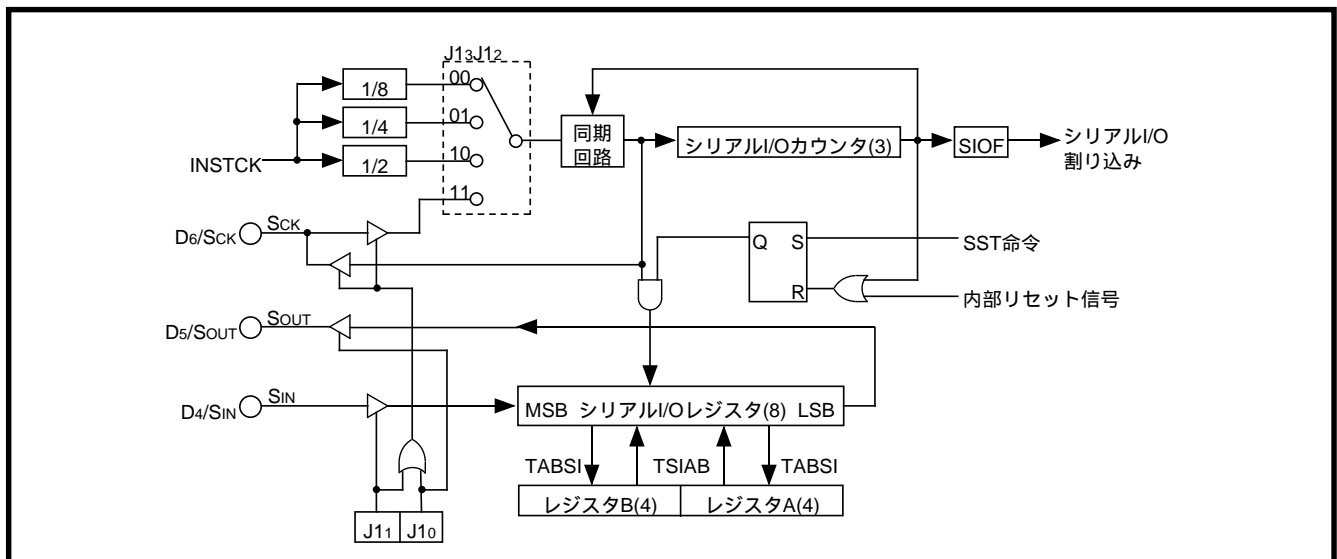 J13J12
00
1/8
01
1/4
10
1/2
11
INSTCK
同期
回路
シリアルI/Oカウンタ(3)
SIOF
シリアルI/O
割り込み
D6/SCK
SCK
Q
S
R
SST命令
内部リセット信号
D5/SOUT
SOUT
D4/SIN
SIN
MSB シリアルI/Oレジスタ(8) LSB
TABSI
TSIAB
TABSI
レジスタB(4)
レジスタA(4)
J11
J10